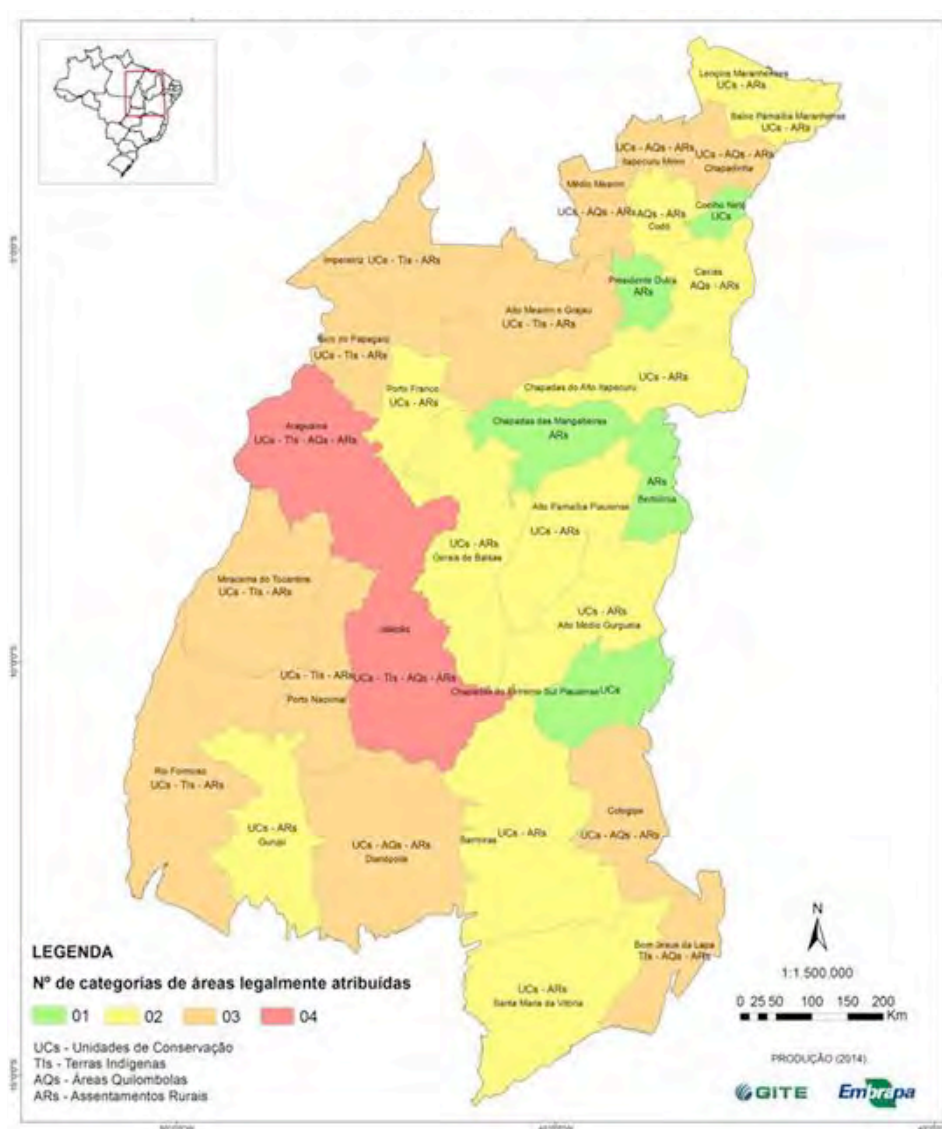 Lençóis Maranhenses
UCs - ARs
Baixo Parnaíba Maranhense
UCs - ARs
UCs - AQs - ARs
Itapecuru Mirim
UCs - AQs - ARs
Chapadinha
Médio Mearim
UCs - AQs - ARs
AQs - ARs
Codó
Coelho Neto
UCs
Imperatriz UCs - TIs - ARs
Presidente Dutra
ARs
Caxias
AQs - ARs
Alto Mearim e Grajaú
UCs - TIs - ARs
Bico do Papagaio
UCs - TIs - ARs
Porto Franco
UCs - ARs
UCs - ARs
Chapadas do Alto Itapecuru
Araguaína
UCs - TIs - AQs - ARs
Chapadas das Mangabeiras
ARs
ARs
Bertolínia
Alto Parnaíba Piauiense
UCs - ARs
UCs - ARs
Gerais de Balsas
Miracema do Tocantins
UCs - TIs - ARs
UCs - ARs
Alto Médio Gurguéia
Jalapão
UCs - TIs - AQs - ARs
UCs - TIs - ARs
Porto Nacional
Chapadas do Extremo Sul Piauiense UCs
Rio Formoso
UCs - TIs - ARs
UCs - ARs
Gurupi
UCs - AQs - ARs
Dianópolis
Barreiras UCs - ARs
Cotegipe
UCs - AQs - ARs
Bom Jesus da Lapa
TIs - AQs - ARs
UCs - ARs
Santa Maria da Vitória
LEGENDA
Nº de categorias de áreas legalmente atribuídas
01 02 03 04
UCs - Unidades de Conservação
TIs - Terras Indígenas
AQs - Áreas Quilombolas
ARs - Assentamentos Rurais
N
1:1.500.000
0 25 50 100 150 200
Km
PRODUÇÃO (2014)
GITE Embrapa